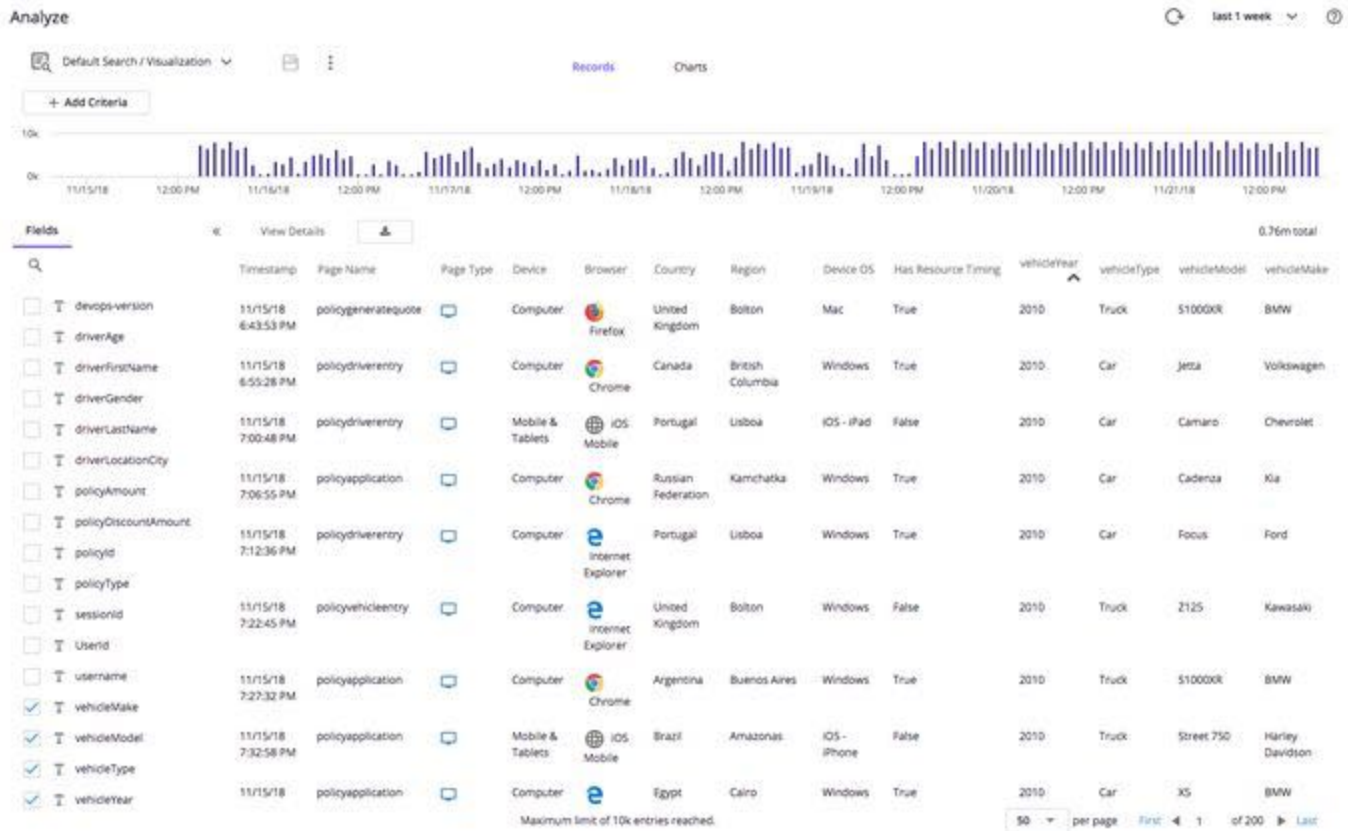 Analyze
last 1 week
Default Search / Visualization
Records Charts
+ Add Criteria
10k
0k
11/15/18 12:00 PM 11/16/18 12:00 PM 11/17/18 12:00 PM 11/18/18 12:00 PM 11/19/18 12:00 PM 11/20/18 12:00 PM 11/21/18 12:00 PM
Fields « View Details 0.76m total
Timestamp Page Name Page Type Device Browser Country Region Device OS Has Resource Timing vehicleYear vehicleType vehicleModel vehicleMake
devops-version
driverAge
driverFirstName
driverGender
driverLastName
driverLocationCity
policyAmount
policyDiscountAmount
policyId
policyType
sessionId
UserId
username
vehicleMake
vehicleModel
vehicleType
vehicleYear
11/15/18 policygeneratequote Computer United Bolton Mac True 2010 Truck S1000XR BMW
6:43:53 PM Firefox Kingdom
11/15/18 policydriverentry Computer Canada British Windows True 2010 Car Jetta Volkswagen
6:55:28 PM Chrome Columbia
11/15/18 policydriverentry Mobile & iOS Portugal Lisboa iOS - iPad False 2010 Car Camaro Chevrolet
7:00:48 PM Tablets Mobile
11/15/18 policyapplication Computer Russian Kamchatka Windows True 2010 Car Cadenza Kia
7:06:55 PM Chrome Federation
11/15/18 policydriverentry Computer Portugal Lisboa Windows True 2010 Car Focus Ford
7:12:36 PM Internet
Explorer
11/15/18 policyvehicleentry Computer United Bolton Windows False 2010 Truck Z125 Kawasaki
7:22:45 PM Internet Kingdom
Explorer
11/15/18 policyapplication Computer Argentina Buenos Aires Windows True 2010 Truck S1000XR BMW
7:27:32 PM Chrome
11/15/18 policyapplication Mobile & iOS Brazil Amazonas iOS - False 2010 Truck Street 750 Harley
7:32:58 PM Tablets Mobile iPhone Davidson
11/15/18 policyapplication Computer Egypt Cairo Windows True 2010 Car X5 BMW
Maximum limit of 10k entries reached. 50 per page First 1 of 200 Last